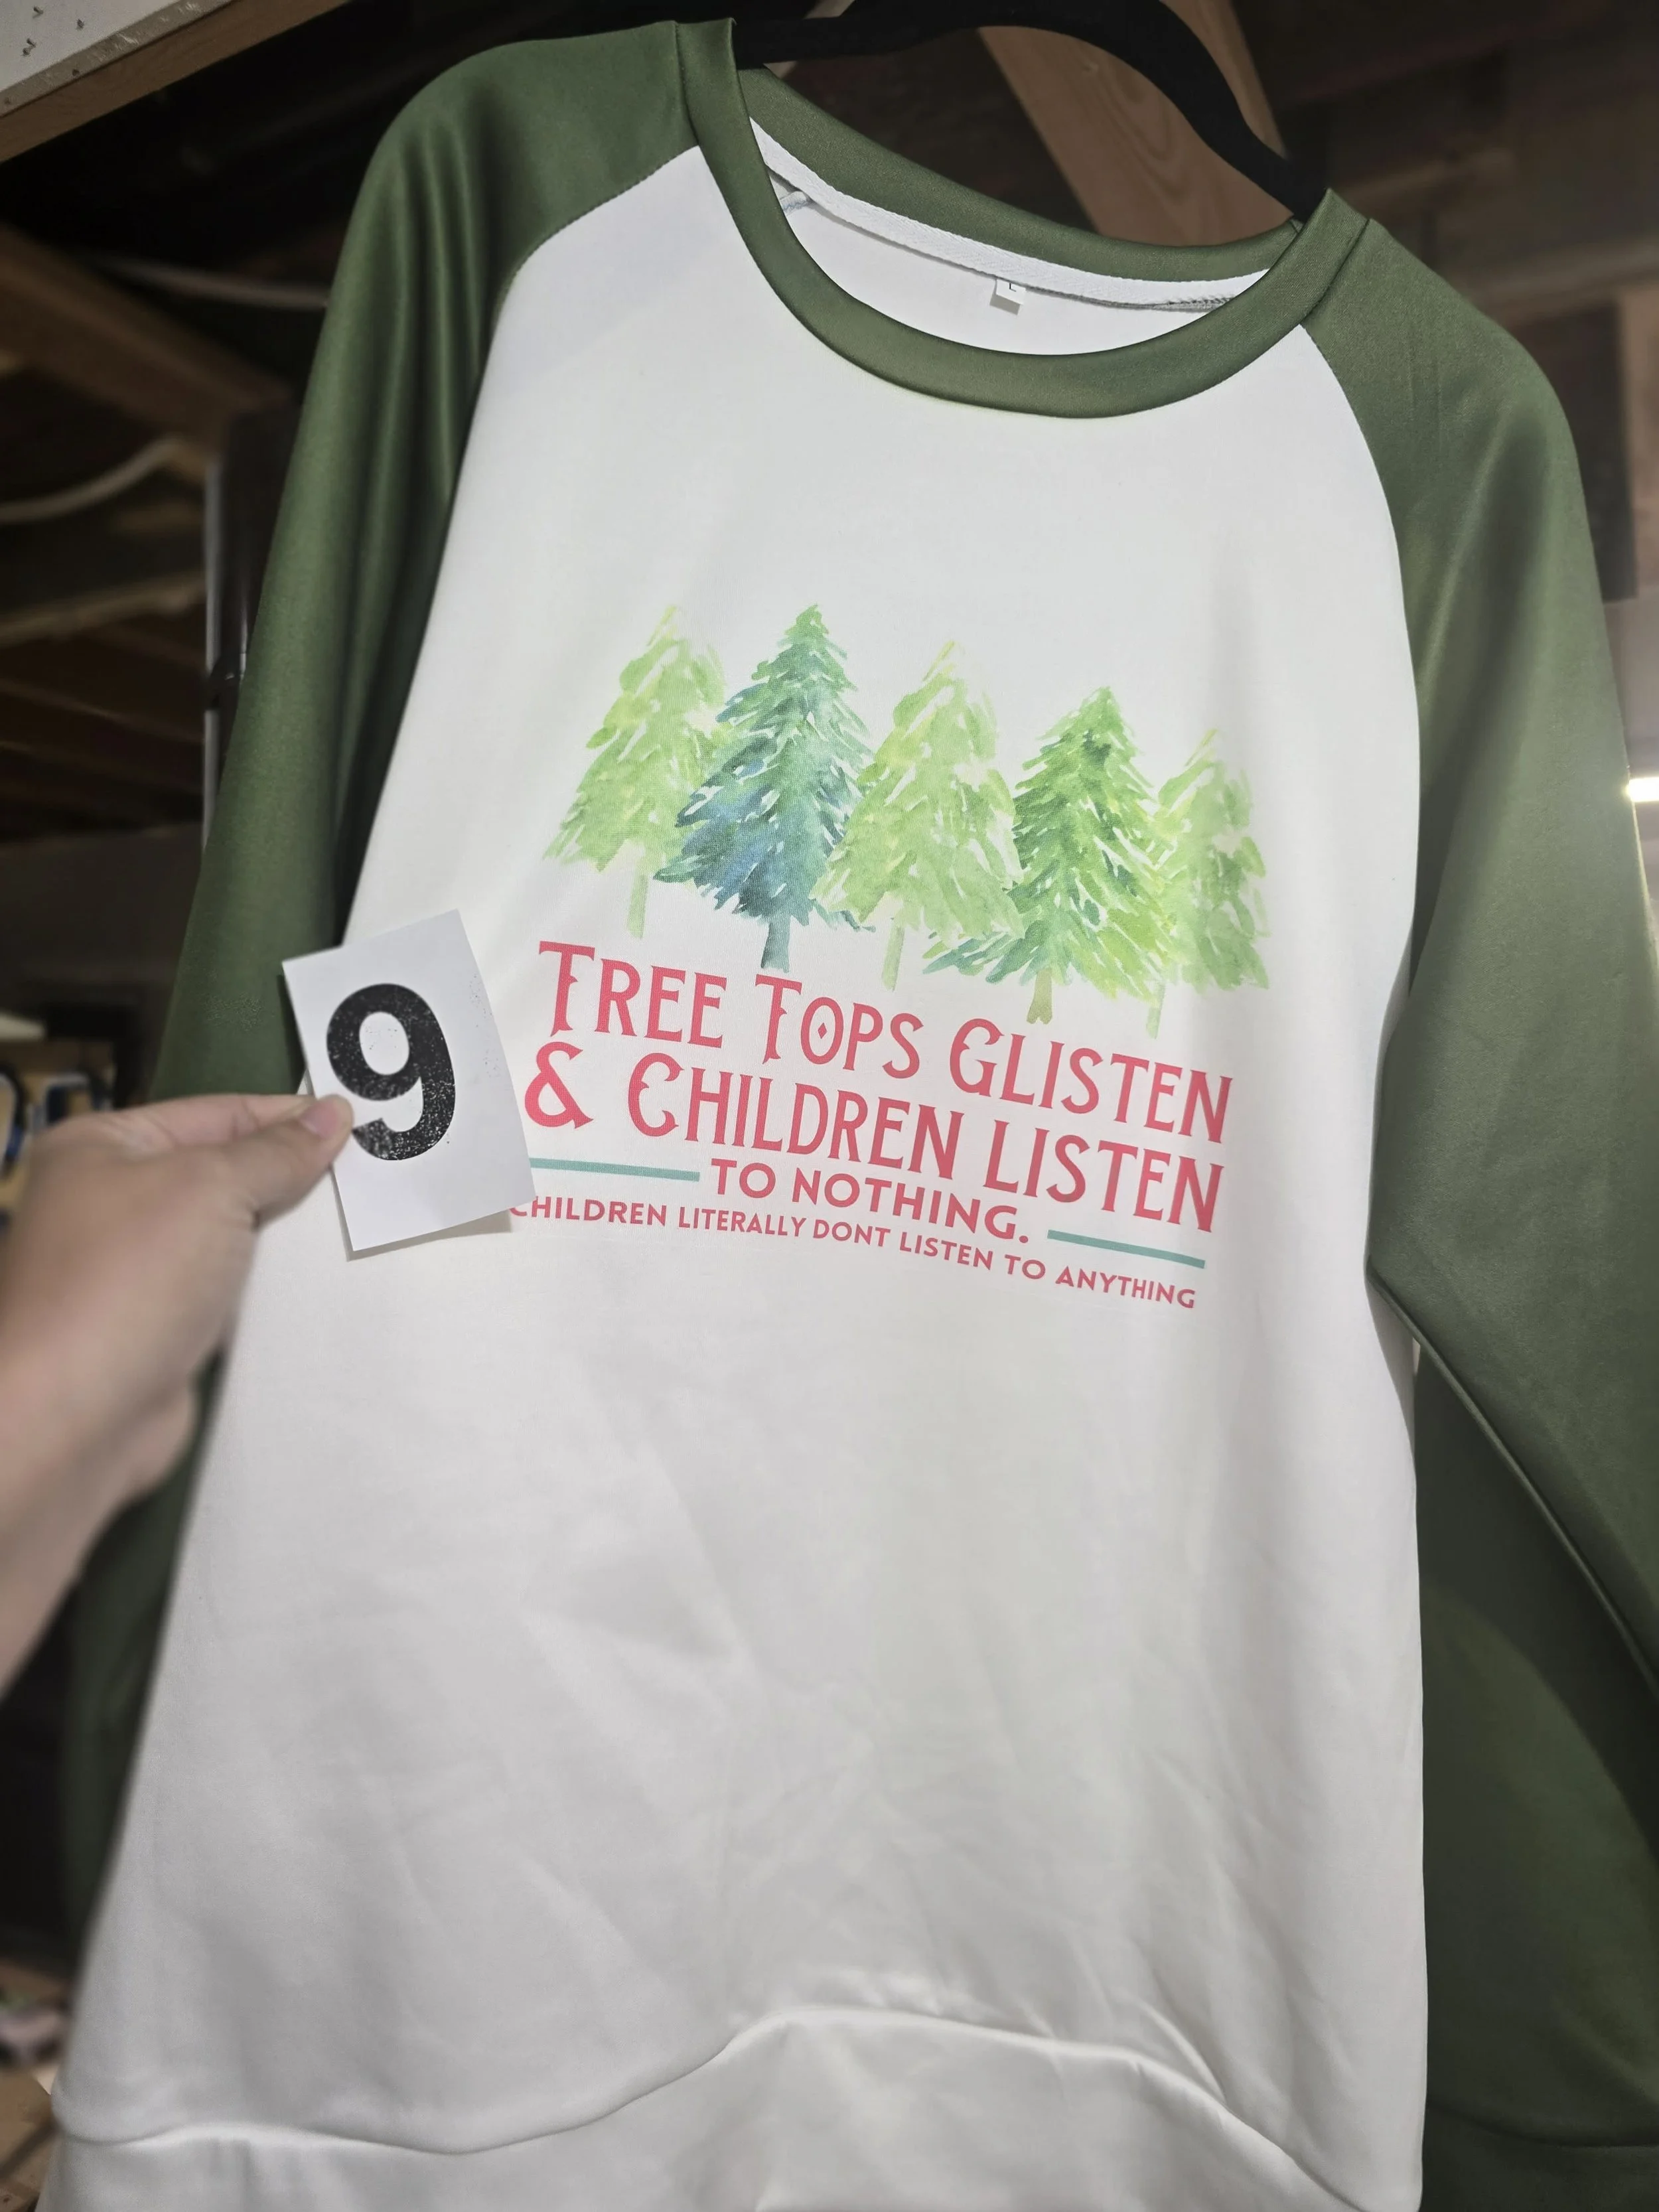 L
9
TREE TOPS GLISTEN
& CHILDREN LISTEN
TO NOTHING.
CHILDREN LITERALLY DONT LISTEN TO ANYTHING